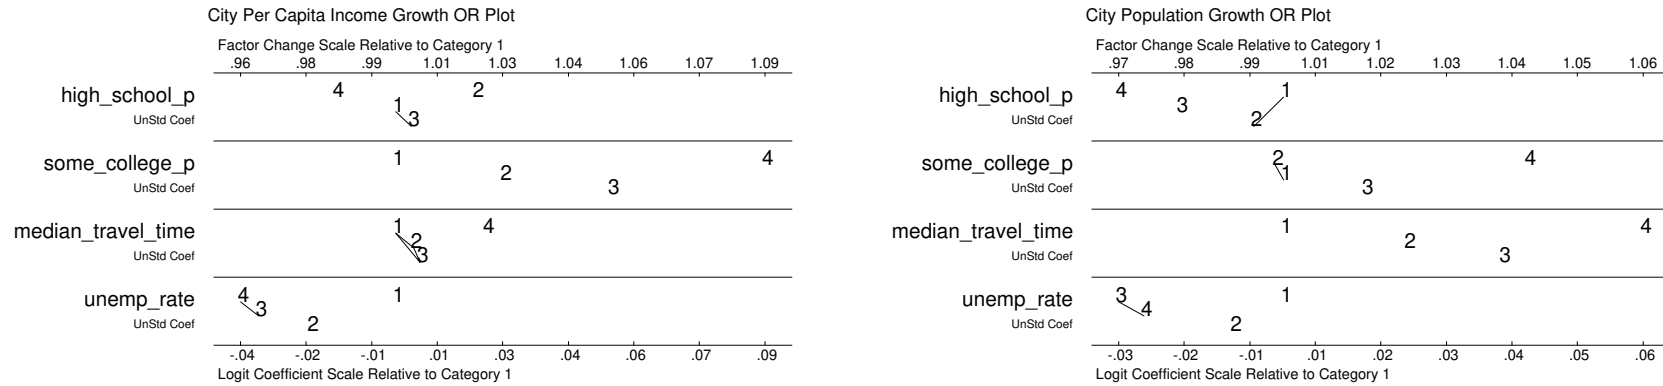 City Per Capita Income Growth OR Plot
Factor Change Scale Relative to Category 1
.96 .98 .99 1.01 1.03 1.04 1.06 1.07 1.09
high_school_p 4 2
1
UnStd Coef 3
some_college_p 1 4
2
UnStd Coef 3
median_travel_time 1 4
2
UnStd Coef 3
unemp_rate 4 1
3
UnStd Coef 2
-.04 -.02 -.01 .01 .03 .04 .06 .07 .09
Logit Coefficient Scale Relative to Category 1
City Population Growth OR Plot
Factor Change Scale Relative to Category 1
.97 .98 .99 1.01 1.02 1.03 1.04 1.05 1.06
high_school_p 4 1
3
UnStd Coef 2
some_college_p 2 4
1
UnStd Coef 3
median_travel_time 1 4
2
UnStd Coef 3
unemp_rate 3 1
4
UnStd Coef 2
-.03 -.02 -.01 .01 .02 .03 .04 .05 .06
Logit Coefficient Scale Relative to Category 1